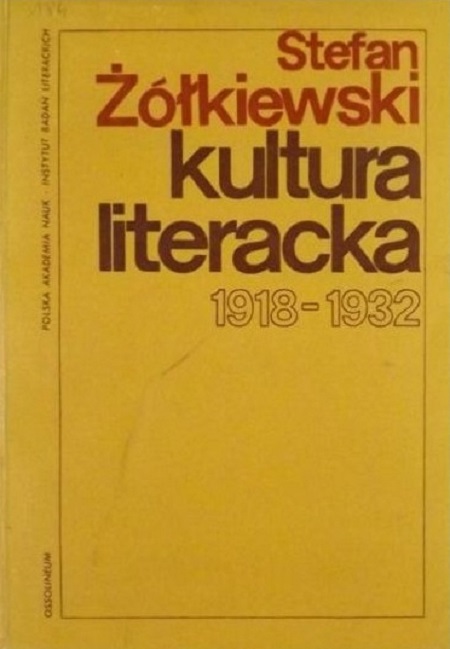 Stefan
Żółkiewski
kultura
literacka
1918-1932
POLSKA AKADEMIA NAUK · INSTYTUT BADAŃ LITERACKICH
OSSOLINEUM